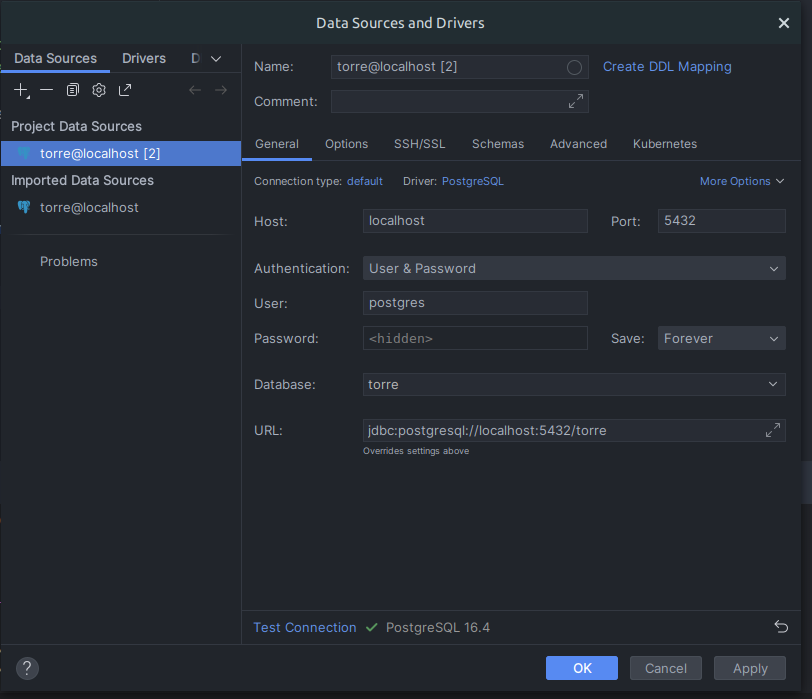 Data Sources and Drivers
Data Sources
Drivers
D
Project Data Sources
torre@localhost [2]
Imported Data Sources
torre@localhost
Problems
Name:
torre@localhost [2]
Create DDL Mapping
Comment:
General
Options
SSH/SSL
Schemas
Advanced
Kubernetes
Connection type: default
Driver: PostgreSQL
More Options
Host:
localhost
Port:
5432
Authentication:
User & Password
User:
postgres
Password:
<hidden>
Save:
Forever
Database:
torre
URL:
jdbc:postgresql://localhost:5432/torre
Overrides settings above
Test Connection
PostgreSQL 16.4
?
OK
Cancel
Apply